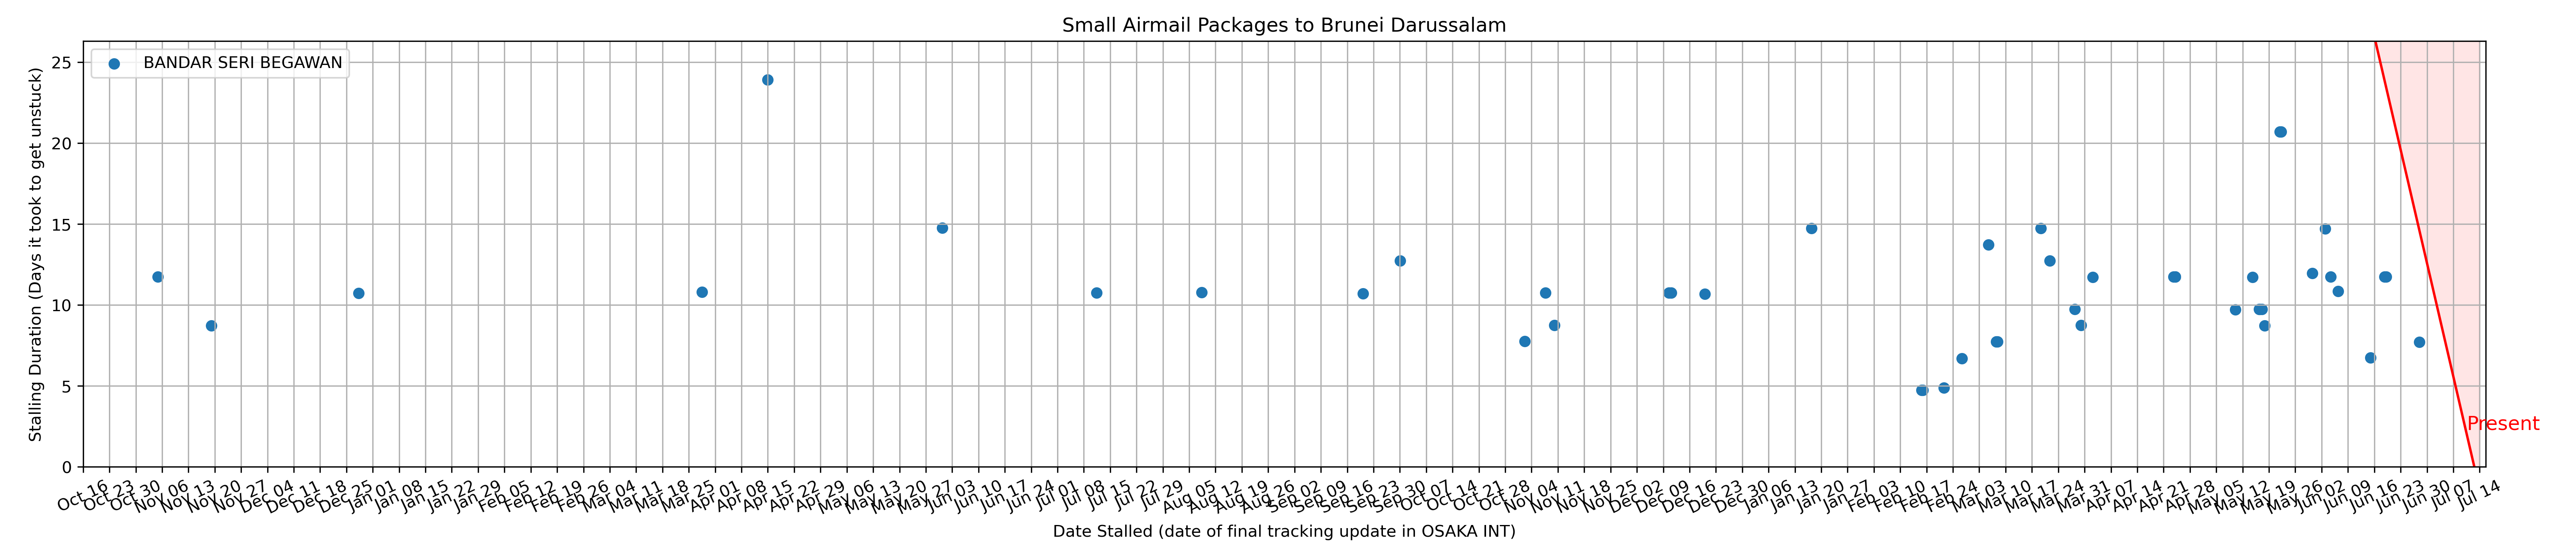 Small Airmail Packages to Brunei Darussalam
BANDAR SERI BEGAWAN
Stalling Duration (Days it took to get unstuck)
25
20
15
10
5
0
Present
Oct 16
Oct 23
Oct 30
Nov 06
Nov 13
Nov 20
Nov 27
Dec 04
Dec 11
Dec 18
Dec 25
Jan 01
Jan 08
Jan 15
Jan 22
Jan 29
Feb 05
Feb 12
Feb 19
Feb 26
Mar 04
Mar 11
Mar 18
Mar 25
Apr 01
Apr 08
Apr 15
Apr 22
Apr 29
May 06
May 13
May 20
May 27
Jun 03
Jun 10
Jun 17
Jun 24
Jul 01
Jul 08
Jul 15
Jul 22
Jul 29
Aug 05
Aug 12
Aug 19
Aug 26
Sep 02
Sep 09
Sep 16
Sep 23
Sep 30
Oct 07
Oct 14
Oct 21
Oct 28
Nov 04
Nov 11
Nov 18
Nov 25
Dec 02
Dec 09
Dec 16
Dec 23
Dec 30
Jan 06
Jan 13
Jan 20
Jan 27
Feb 03
Feb 10
Feb 17
Feb 24
Mar 03
Mar 10
Mar 17
Mar 24
Mar 31
Apr 07
Apr 14
Apr 21
Apr 28
May 05
May 12
May 19
May 26
Jun 02
Jun 09
Jun 16
Jun 23
Jun 30
Jul 07
Jul 14
Date Stalled (date of final tracking update in OSAKA INT)